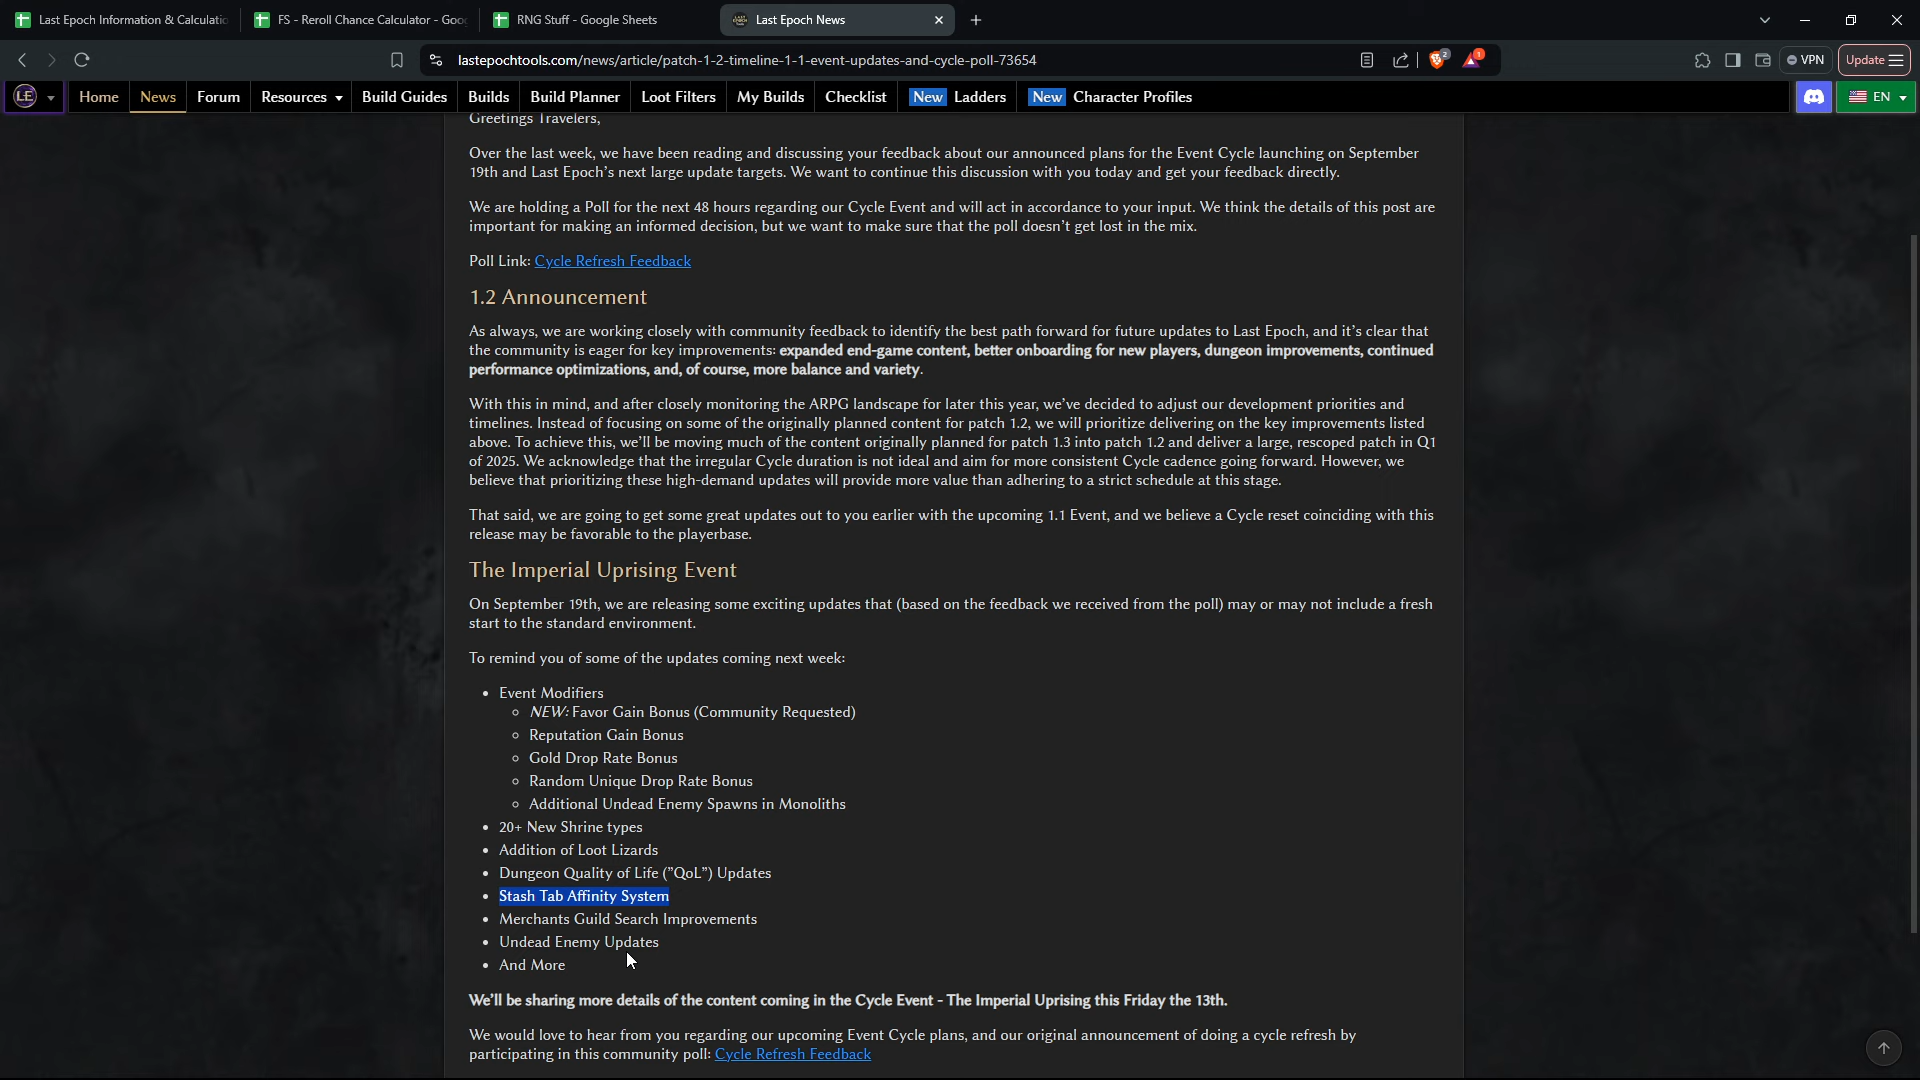 Last Epoch Information & Calculatio
FS - Reroll Chance Calculator - Goo
RNG Stuff - Google Sheets
Last Epoch News
lastepochtools.com/news/article/patch-1-2-timeline-1-1-event-updates-and-cycle-poll-73654
2
1
VPN
Update
LE
Home
News
Forum
Resources
Build Guides
Builds
Build Planner
Loot Filters
My Builds
Checklist
New Ladders
New Character Profiles
EN
Greetings Travelers,
Over the last week, we have been reading and discussing your feedback about our announced plans for the Event Cycle launching on September
19th and Last Epoch's next large update targets. We want to continue this discussion with you today and get your feedback directly.
We are holding a Poll for the next 48 hours regarding our Cycle Event and will act in accordance to your input. We think the details of this post are
important for making an informed decision, but we want to make sure that the poll doesn't get lost in the mix.
Poll Link: Cycle Refresh Feedback
1.2 Announcement
As always, we are working closely with community feedback to identify the best path forward for future updates to Last Epoch, and it's clear that
the community is eager for key improvements: expanded end-game content, better onboarding for new players, dungeon improvements, continued
performance optimizations, and, of course, more balance and variety.
With this in mind, and after closely monitoring the ARPG landscape for later this year, we've decided to adjust our development priorities and
timelines. Instead of focusing on some of the originally planned content for patch 1.2, we will prioritize delivering on the key improvements listed
above. To achieve this, we'll be moving much of the content originally planned for patch 1.3 into patch 1.2 and deliver a large, rescoped patch in Q1
of 2025. We acknowledge that the irregular Cycle duration is not ideal and aim for more consistent Cycle cadence going forward. However, we
believe that prioritizing these high-demand updates will provide more value than adhering to a strict schedule at this stage.
That said, we are going to get some great updates out to you earlier with the upcoming 1.1 Event, and we believe a Cycle reset coinciding with this
release may be favorable to the playerbase.
The Imperial Uprising Event
On September 19th, we are releasing some exciting updates that (based on the feedback we received from the poll) may or may not include a fresh
start to the standard environment.
To remind you of some of the updates coming next week:
• Event Modifiers
◦ NEW: Favor Gain Bonus (Community Requested)
◦ Reputation Gain Bonus
◦ Gold Drop Rate Bonus
◦ Random Unique Drop Rate Bonus
◦ Additional Undead Enemy Spawns in Monoliths
• 20+ New Shrine types
• Addition of Loot Lizards
• Dungeon Quality of Life ("QoL") Updates
• Stash Tab Affinity System
• Merchants Guild Search Improvements
• Undead Enemy Updates
• And More
We'll be sharing more details of the content coming in the Cycle Event - The Imperial Uprising this Friday the 13th.
We would love to hear from you regarding our upcoming Event Cycle plans, and our original announcement of doing a cycle refresh by
participating in this community poll: Cycle Refresh Feedback